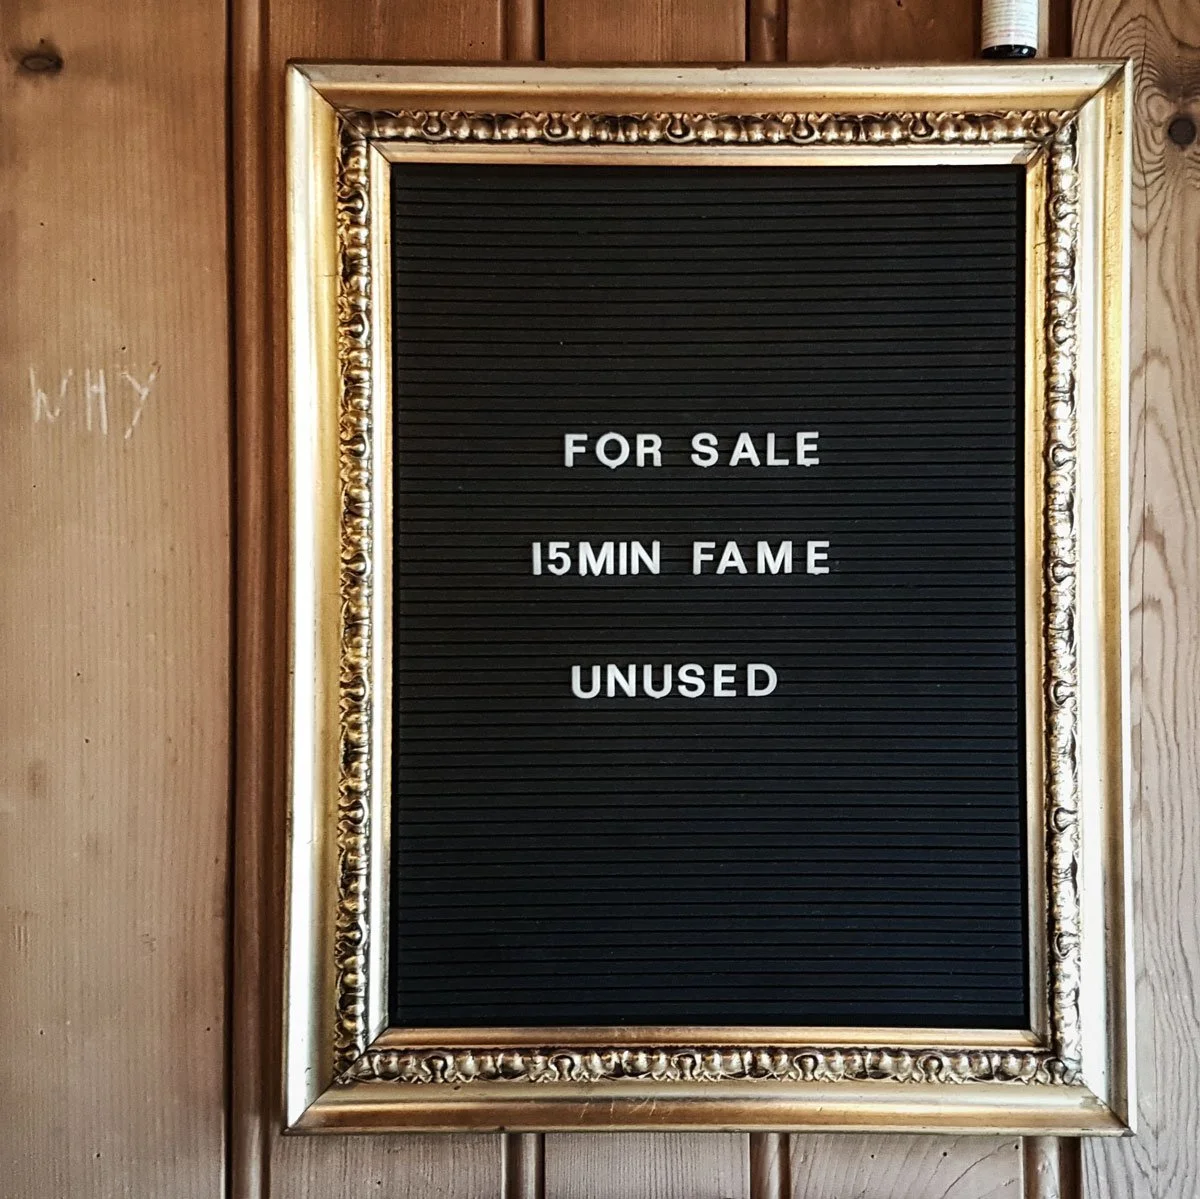 WHY
FOR SALE
15MIN FAME
UNUSED